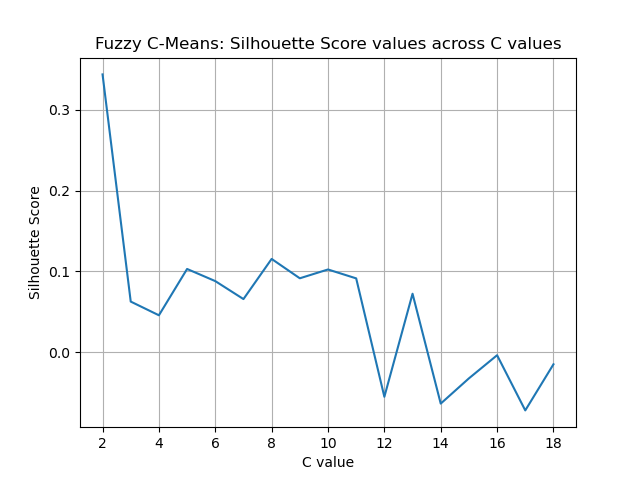 Fuzzy C-Means: Silhouette Score values across C values
0.3
0.2
0.1
0.0
Silhouette Score
2 4 6 8 10 12 14 16 18
C value